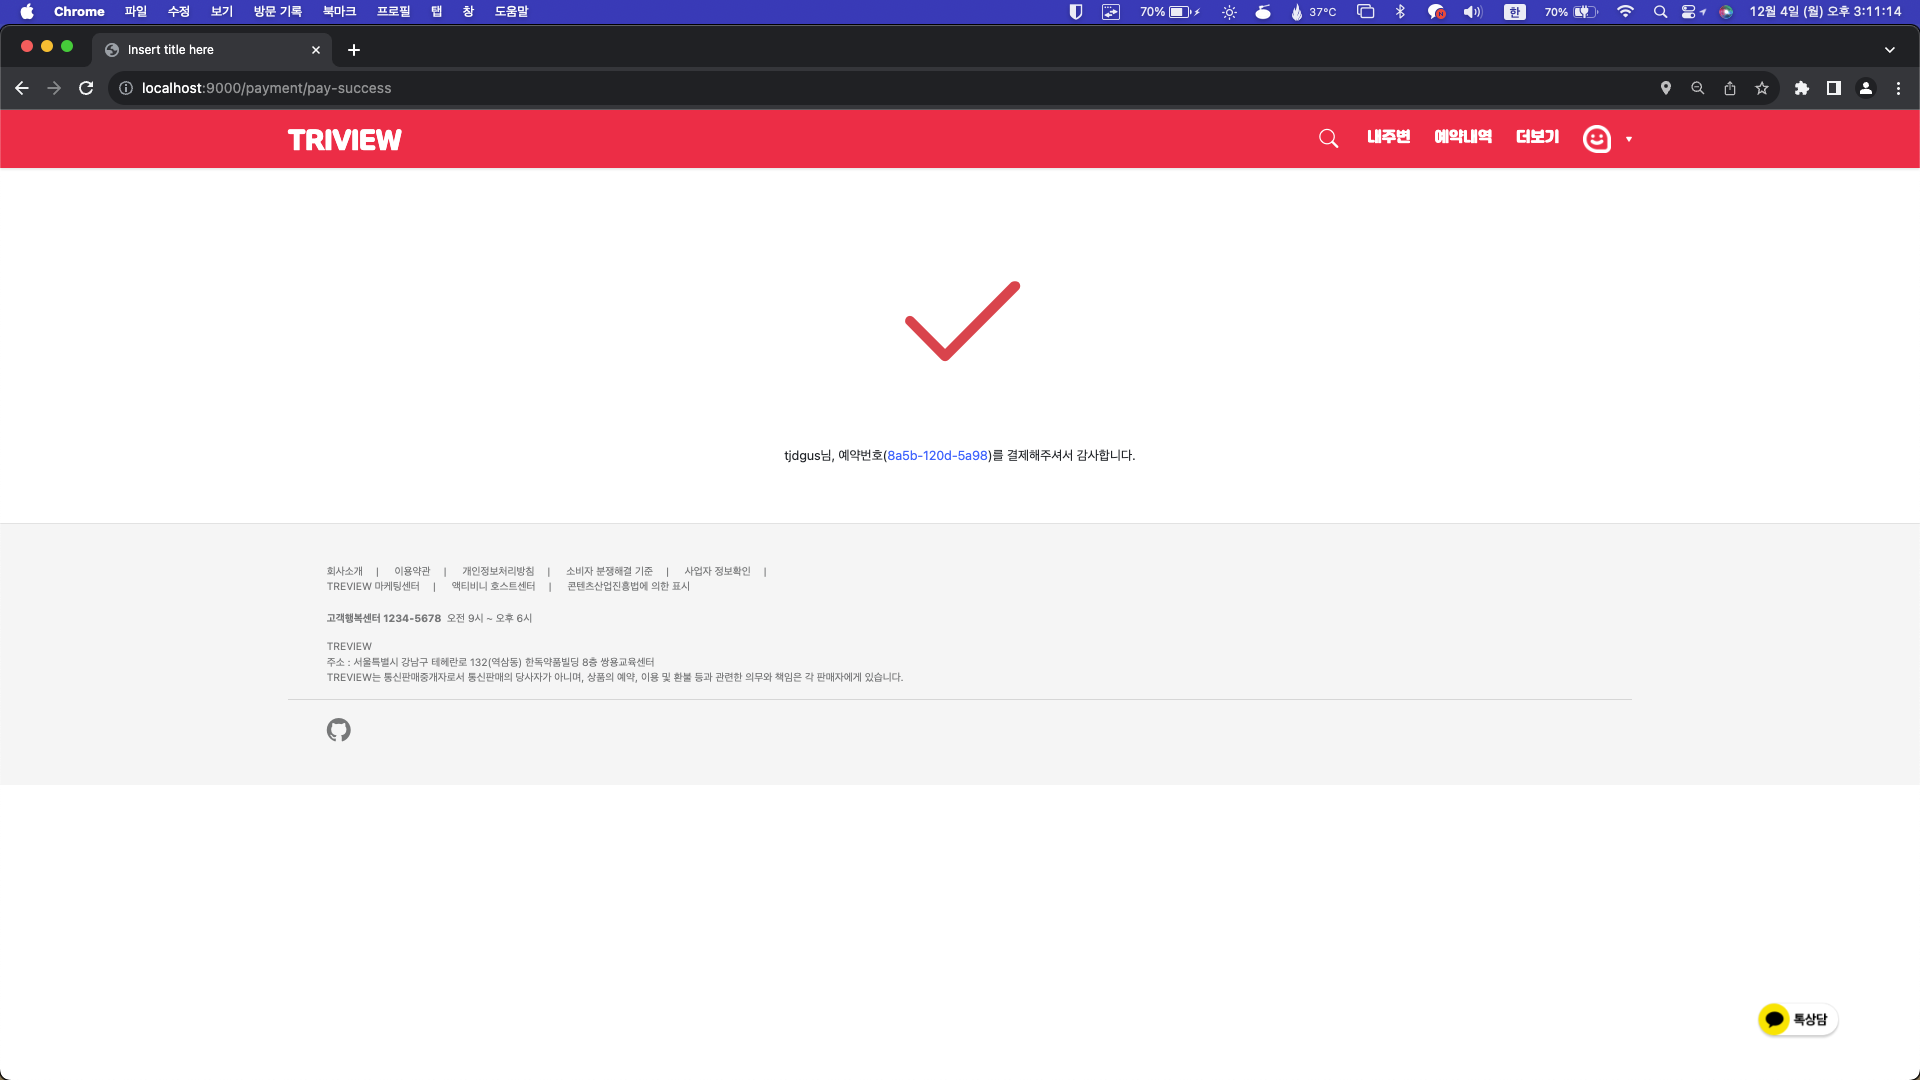 Chrome 파일 수정 보기 방문 기록 북마크 프로필 탭 창 도움말 70% 37°C 한 70% 12월 4일 (월) 오후 3:11:14
Insert title here
localhost:9000/payment/pay-success
TRIVIEW 내주변 예약내역 더보기
tjdgus님, 예약번호(8a5b-120d-5a98)를 결제해주셔서 감사합니다.
회사소개 | 이용약관 | 개인정보처리방침 | 소비자 분쟁해결 기준 | 사업자 정보확인 |
TREVIEW 마케팅센터 | 액티비니 호스트센터 | 콘텐츠산업진흥법에 의한 표시
고객행복센터 1234-5678 오전 9시 ~ 오후 6시
TREVIEW
주소 : 서울특별시 강남구 테헤란로 132(역삼동) 한독약품빌딩 8층 쌍용교육센터
TREVIEW는 통신판매중개자로서 통신판매의 당사자가 아니며, 상품의 예약, 이용 및 환불 등과 관련한 의무와 책임은 각 판매자에게 있습니다.
톡상담